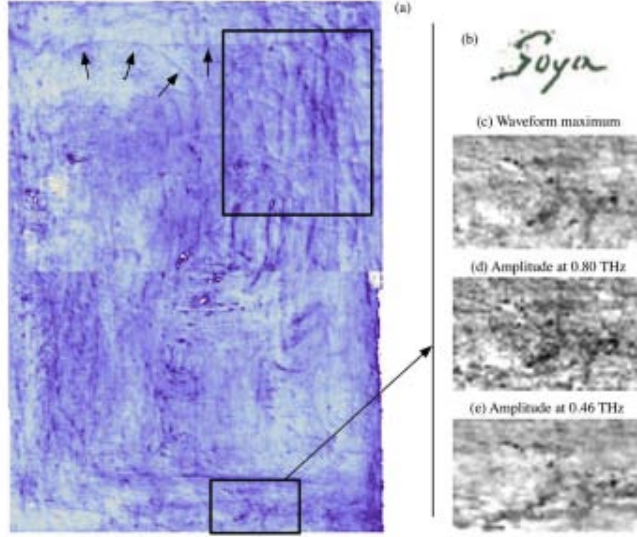 (a)
(b)
Goya
(c) Waveform maximum
(d) Amplitude at 0.80 THz
(e) Amplitude at 0.46 THz